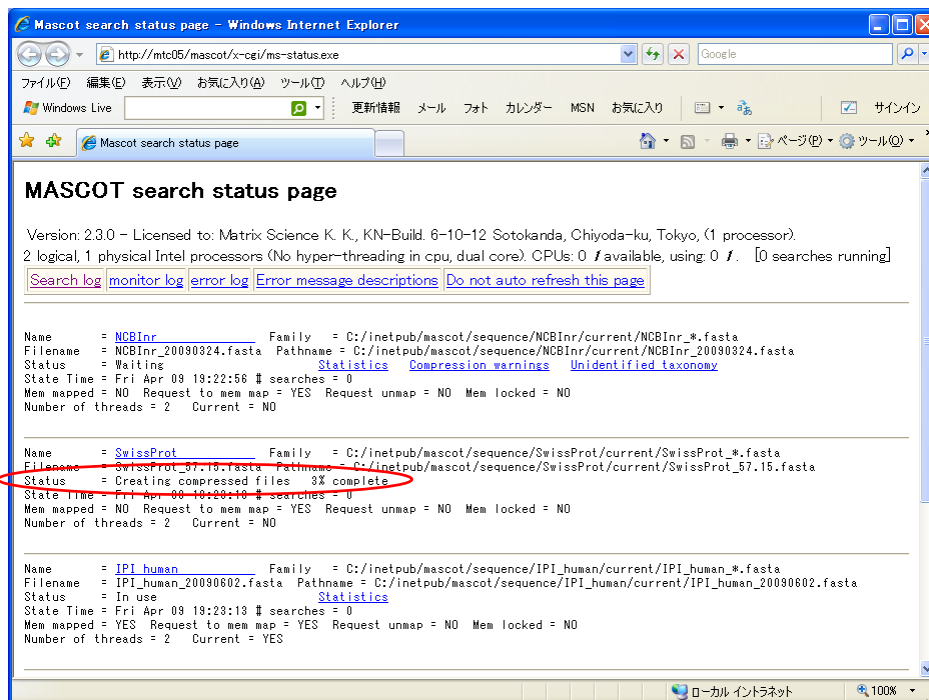 Mascot search status page - Windows Internet Explorer
http://mtc05/mascot/x-cgi/ms-status.exe
Google
ファイル(F) 編集(E) 表示(V) お気に入り(A) ツール(T) ヘルプ(H)
Windows Live 更新情報 メール フォト カレンダー MSN お気に入り サインイン
Mascot search status page ページ(P) ツール(O)
MASCOT search status page
Version: 2.3.0 - Licensed to: Matrix Science K. K., KN-Build. 6-10-12 Sotokanda, Chiyoda-ku, Tokyo, (1 processor).
2 logical, 1 physical Intel processors (No hyper-threading in cpu, dual core). CPUs: 0 1 available, using: 0 1. [0 searches running]
Search log monitor log error log Error message descriptions Do not auto refresh this page
Name = NCBInr Family = C:/inetpub/mascot/sequence/NCBInr/current/NCBInr_*.fasta
Filename = NCBInr_20090324.fasta Pathname = C:/inetpub/mascot/sequence/NCBInr/current/NCBInr_20090324.fasta
Status = Waiting Statistics Compression warnings Unidentified taxonomy
State Time = Fri Apr 09 19:22:56 # searches = 0
Mem mapped = NO Request to mem map = YES Request unmap = NO Mem locked = NO
Number of threads = 2 Current = NO
Name = SwissProt Family = C:/inetpub/mascot/sequence/SwissProt/current/SwissProt_*.fasta
Filename = SwissProt_57.15.fasta Pathname = C:/inetpub/mascot/sequence/SwissProt/current/SwissProt_57.15.fasta
Status = Creating compressed files 3% complete
State Time = Fri Apr 09 # searches = 0
Mem mapped = NO Request to mem map = YES Request unmap = NO Mem locked = NO
Number of threads = 2 Current = NO
Name = IPI_human Family = C:/inetpub/mascot/sequence/IPI_human/current/IPI_human_*.fasta
Filename = IPI_human_20090602.fasta Pathname = C:/inetpub/mascot/sequence/IPI_human/current/IPI_human_20090602.fasta
Status = In use Statistics
State Time = Fri Apr 09 19:23:13 # searches = 0
Mem mapped = YES Request to mem map = YES Request unmap = NO Mem locked = NO
Number of threads = 2 Current = YES
ローカル イントラネット 100%